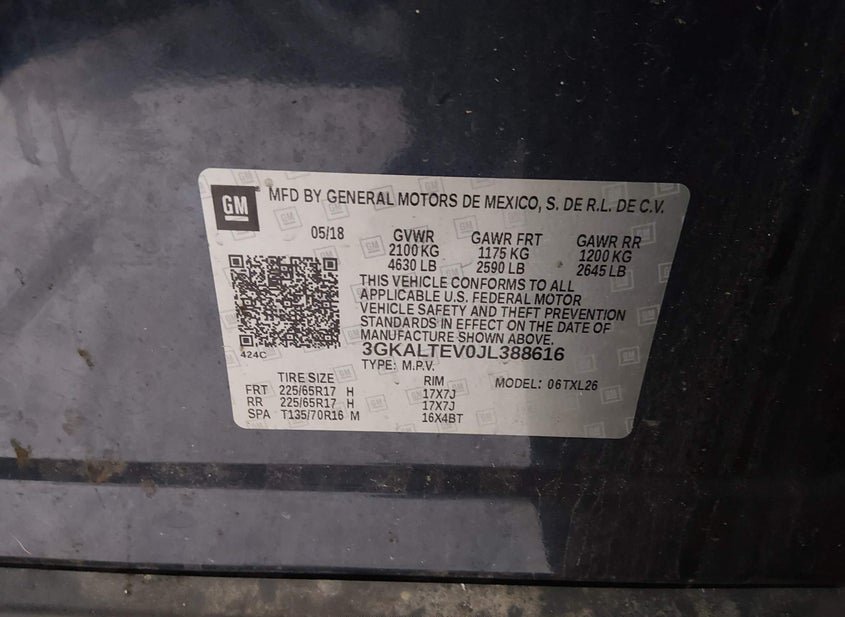 GM MFD BY GENERAL MOTORS DE MEXICO, S. DE R.L. DE C.V.
05/18 GVWR GAWR FRT GAWR RR
2100 KG 1175 KG 1200 KG
4630 LB 2590 LB 2645 LB
THIS VEHICLE CONFORMS TO ALL
APPLICABLE U.S. FEDERAL MOTOR
VEHICLE SAFETY AND THEFT PREVENTION
STANDARDS IN EFFECT ON THE DATE OF
MANUFACTURE SHOWN ABOVE.
424C
3GKALTEV0JL388616
TYPE: M.P.V.
TIRE SIZE RIM MODEL: 06TXL26
FRT 225/65R17 H 17X7J
RR 225/65R17 H 17X7J
SPA T135/70R16 M 16X4BT